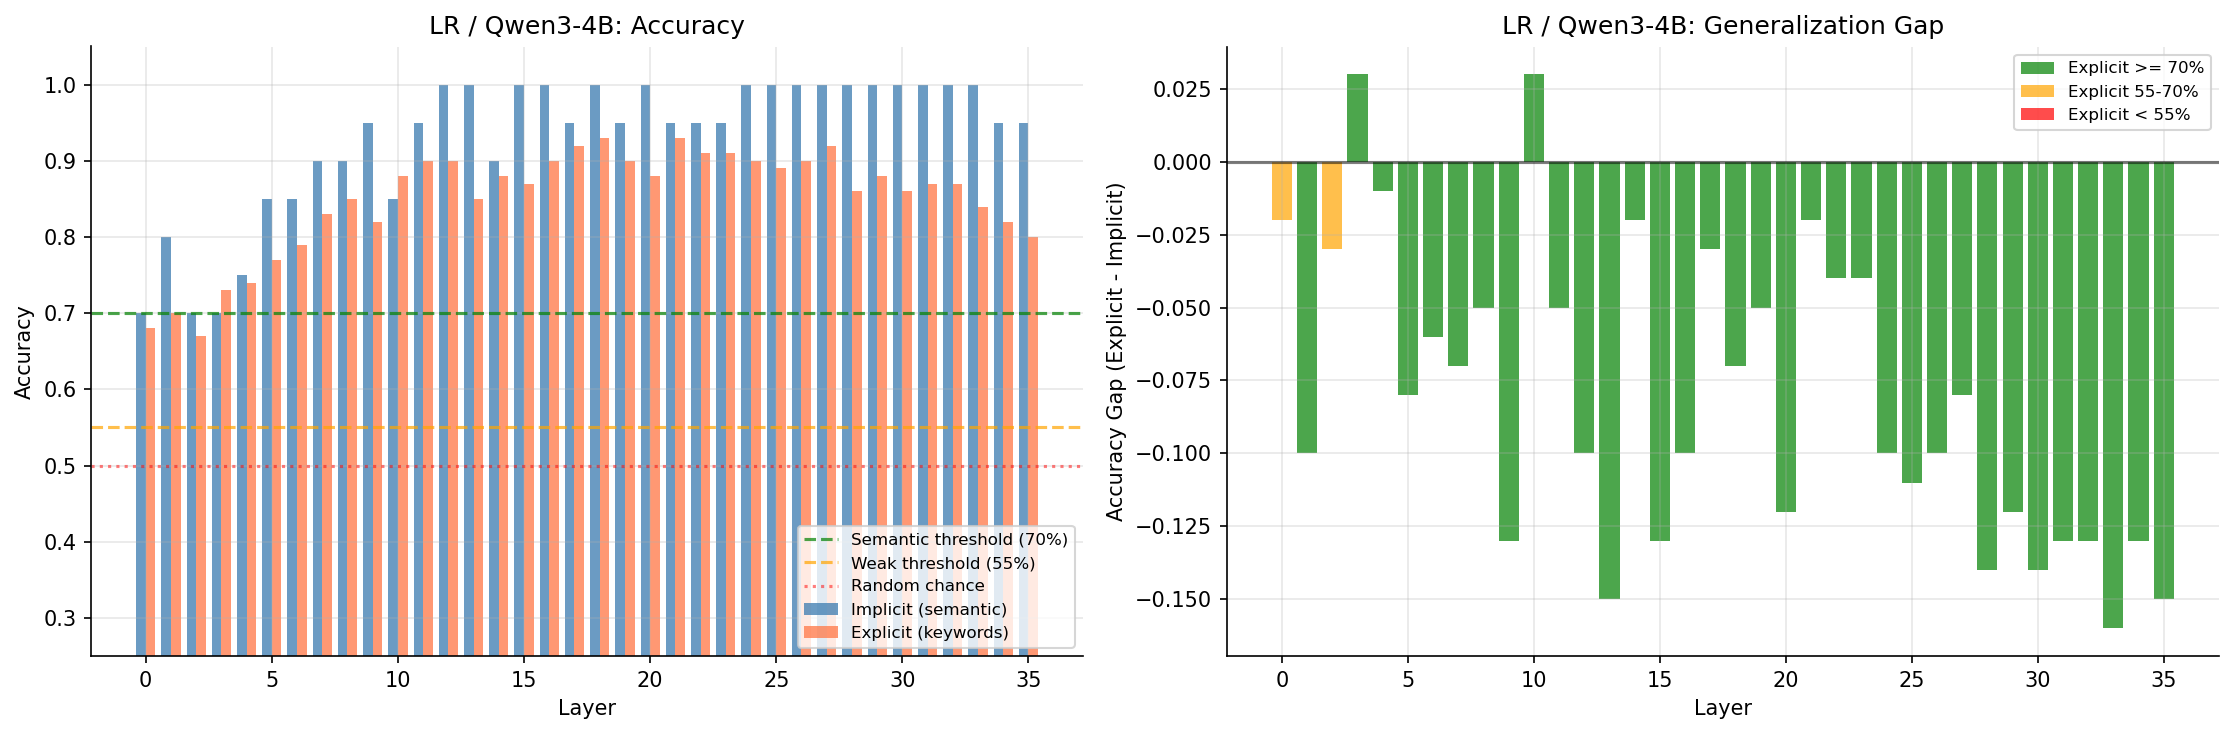 LR / Qwen3-4B: Accuracy
Accuracy
1.0
0.9
0.8
0.7
0.6
0.5
0.4
0.3
Semantic threshold (70%)
Weak threshold (55%)
Random chance
Implicit (semantic)
Explicit (keywords)
0 5 10 15 20 25 30 35
Layer
LR / Qwen3-4B: Generalization Gap
Accuracy Gap (Explicit - Implicit)
0.025
0.000
−0.025
−0.050
−0.075
−0.100
−0.125
−0.150
Explicit >= 70%
Explicit 55-70%
Explicit < 55%
0 5 10 15 20 25 30 35
Layer